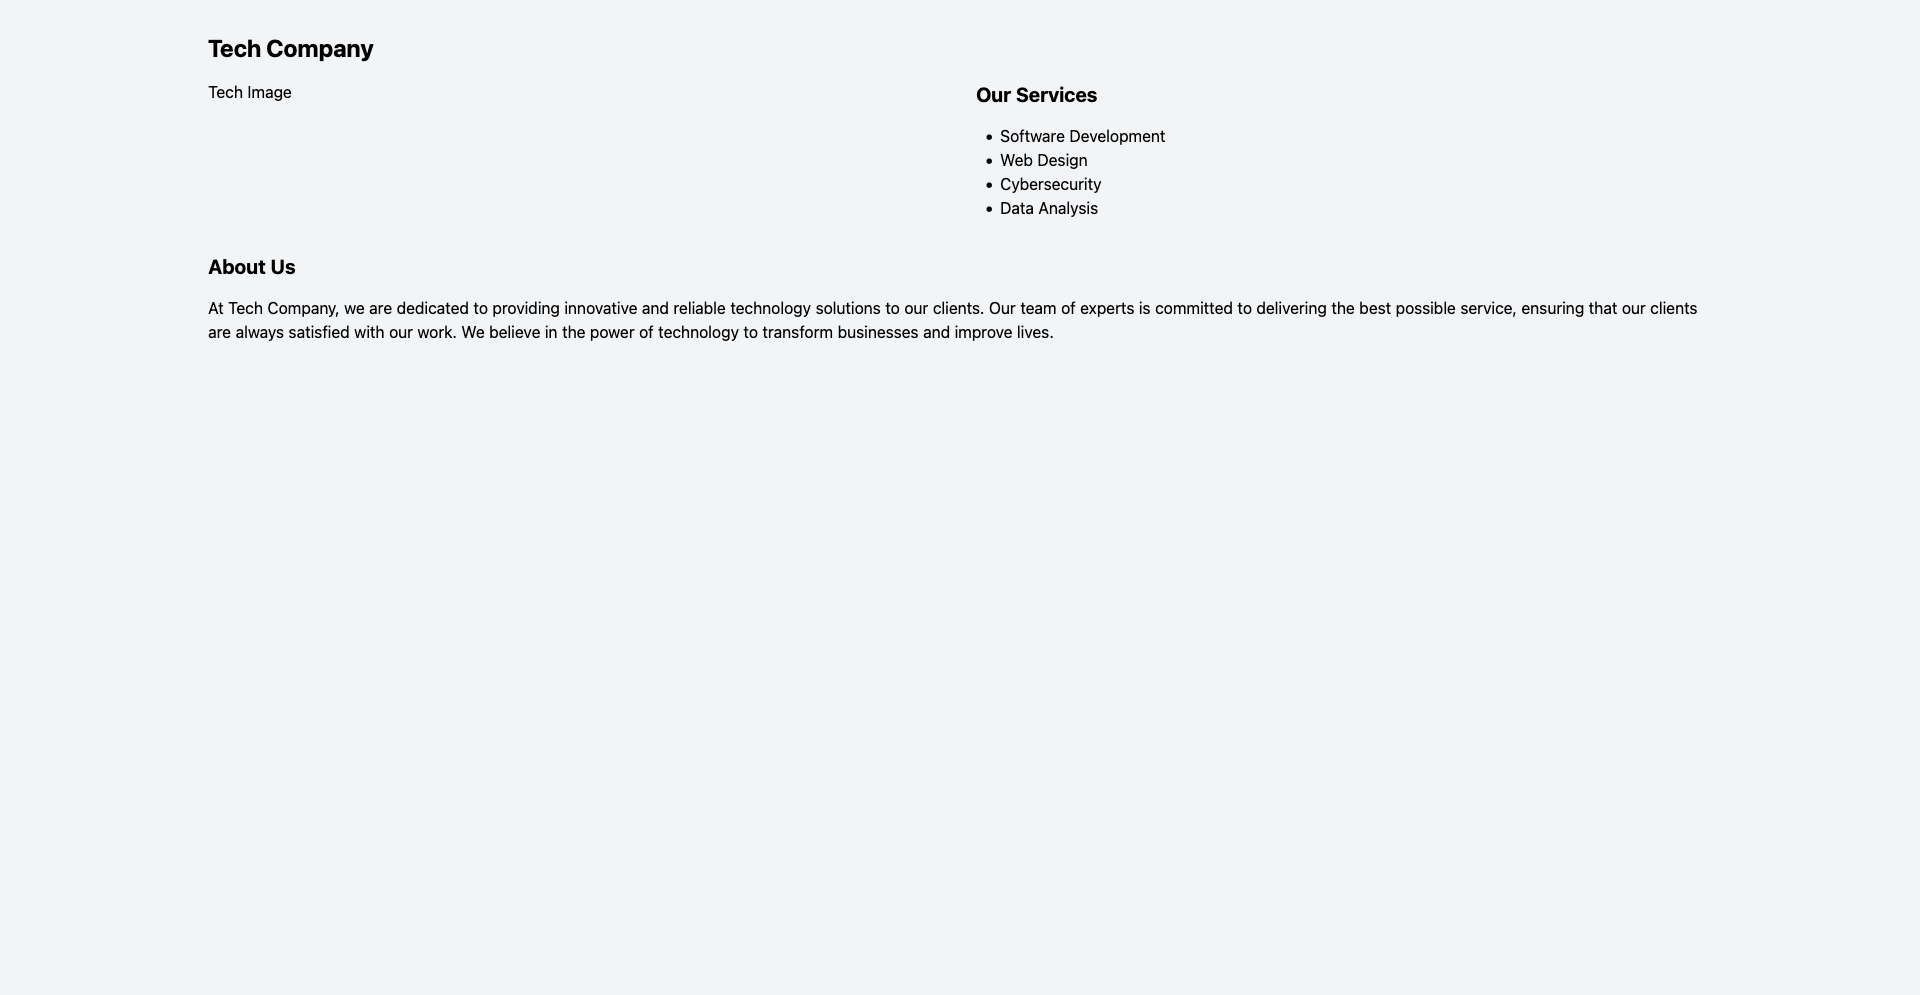 Tech Company
Tech Image
Our Services
Software Development
Web Design
Cybersecurity
Data Analysis
About Us
At Tech Company, we are dedicated to providing innovative and reliable technology solutions to our clients. Our team of experts is committed to delivering the best possible service, ensuring that our clients
are always satisfied with our work. We believe in the power of technology to transform businesses and improve lives.